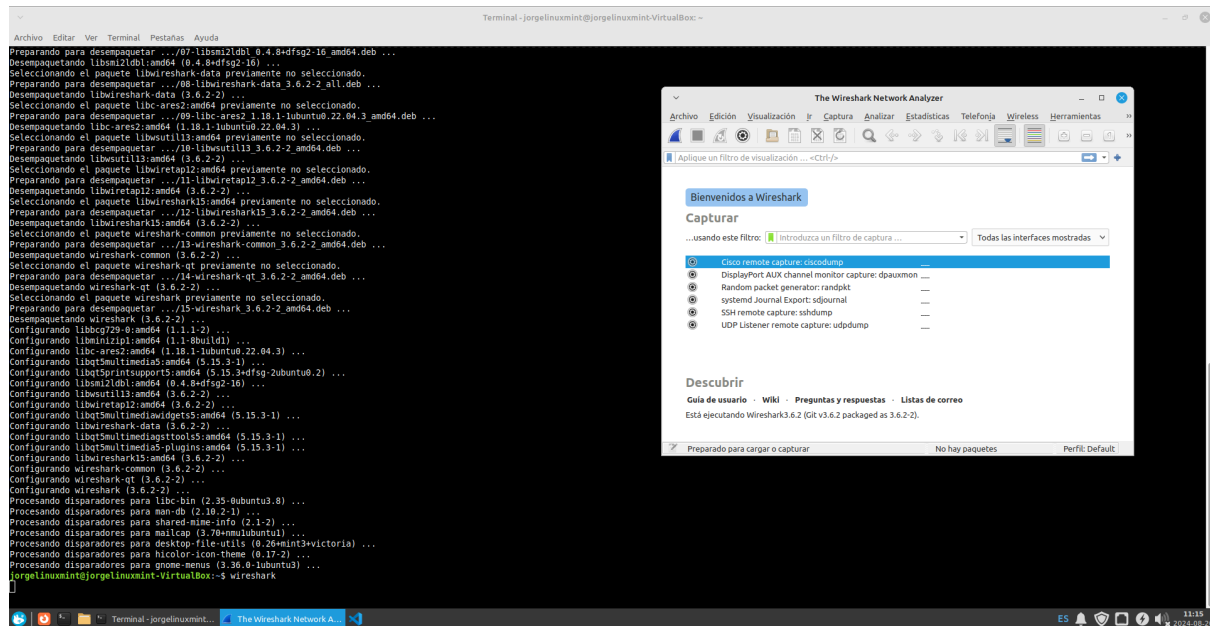 Terminal - jorgelinuxmint@jorgelinuxmint-VirtualBox: ~
Archivo Editar Ver Terminal Pestañas Ayuda
Preparando para desempaquetar .../07-libsmi2ldbl_0.4.8+dfsg2-16_amd64.deb ...
Desempaquetando libsmi2ldbl:amd64 (0.4.8+dfsg2-16) ...
Seleccionando el paquete libwireshark-data previamente no seleccionado.
Preparando para desempaquetar .../08-libwireshark-data_3.6.2-2_all.deb ...
Desempaquetando libwireshark-data (3.6.2-2) ...
Seleccionando el paquete libc-ares2:amd64 previamente no seleccionado.
Preparando para desempaquetar .../09-libc-ares2_1.18.1-1ubuntu0.22.04.3_amd64.deb ...
Desempaquetando libc-ares2:amd64 (1.18.1-1ubuntu0.22.04.3) ...
Seleccionando el paquete libwsutil13:amd64 previamente no seleccionado.
Preparando para desempaquetar .../10-libwsutil13_3.6.2-2_amd64.deb ...
Desempaquetando libwsutil13:amd64 (3.6.2-2) ...
Seleccionando el paquete libwiretap12:amd64 previamente no seleccionado.
Preparando para desempaquetar .../11-libwiretap12_3.6.2-2_amd64.deb ...
Desempaquetando libwiretap12:amd64 (3.6.2-2) ...
Seleccionando el paquete libwireshark15:amd64 previamente no seleccionado.
Preparando para desempaquetar .../12-libwireshark15_3.6.2-2_amd64.deb ...
Desempaquetando libwireshark15:amd64 (3.6.2-2) ...
Seleccionando el paquete wireshark-common previamente no seleccionado.
Preparando para desempaquetar .../13-wireshark-common_3.6.2-2_amd64.deb ...
Desempaquetando wireshark-common (3.6.2-2) ...
Seleccionando el paquete wireshark-qt previamente no seleccionado.
Preparando para desempaquetar .../14-wireshark-qt_3.6.2-2_amd64.deb ...
Desempaquetando wireshark-qt (3.6.2-2) ...
Seleccionando el paquete wireshark previamente no seleccionado.
Preparando para desempaquetar .../15-wireshark_3.6.2-2_amd64.deb ...
Desempaquetando wireshark (3.6.2-2) ...
Configurando libbcg729-0:amd64 (1.1.1-2) ...
Configurando libminizip1:amd64 (1.1-8build1) ...
Configurando libc-ares2:amd64 (1.18.1-1ubuntu0.22.04.3) ...
Configurando libqt5multimedia5:amd64 (5.15.3-1) ...
Configurando libqt5printsupport5:amd64 (5.15.3+dfsg-2ubuntu0.2) ...
Configurando libsmi2ldbl:amd64 (0.4.8+dfsg2-16) ...
Configurando libwsutil13:amd64 (3.6.2-2) ...
Configurando libwiretap12:amd64 (3.6.2-2) ...
Configurando libqt5multimediawidgets5:amd64 (5.15.3-1) ...
Configurando libwireshark-data (3.6.2-2) ...
Configurando libqt5multimediagsttools5:amd64 (5.15.3-1) ...
Configurando libqt5multimedia5-plugins:amd64 (5.15.3-1) ...
Configurando libwireshark15:amd64 (3.6.2-2) ...
Configurando wireshark-common (3.6.2-2) ...
Configurando wireshark-qt (3.6.2-2) ...
Configurando wireshark (3.6.2-2) ...
Procesando disparadores para libc-bin (2.35-0ubuntu3.8) ...
Procesando disparadores para man-db (2.10.2-1) ...
Procesando disparadores para shared-mime-info (2.1-2) ...
Procesando disparadores para mailcap (3.70+nmu1ubuntu1) ...
Procesando disparadores para desktop-file-utils (0.26+mint3+victoria) ...
Procesando disparadores para hicolor-icon-theme (0.17-2) ...
Procesando disparadores para gnome-menus (3.36.0-1ubuntu3) ...
jorgelinuxmint@jorgelinuxmint-VirtualBox:~$ wireshark
The Wireshark Network Analyzer
Archivo Edición Visualización Ir Captura Analizar Estadísticas Telefonía Wireless Herramientas »
Aplique un filtro de visualización ... <Ctrl-/>
Bienvenidos a Wireshark
Capturar
...usando este filtro: Introduzca un filtro de captura ... Todas las interfaces mostradas
Cisco remote capture: ciscodump
DisplayPort AUX channel monitor capture: dpauxmon
Random packet generator: randpkt
systemd Journal Export: sdjournal
SSH remote capture: sshdump
UDP Listener remote capture: udpdump
Descubrir
Guía de usuario · Wiki · Preguntas y respuestas · Listas de correo
Está ejecutando Wireshark3.6.2 (Git v3.6.2 packaged as 3.6.2-2).
Preparado para cargar o capturar No hay paquetes Perfil: Default
Terminal - jorgelinuxmint... The Wireshark Network A... ES 11:15